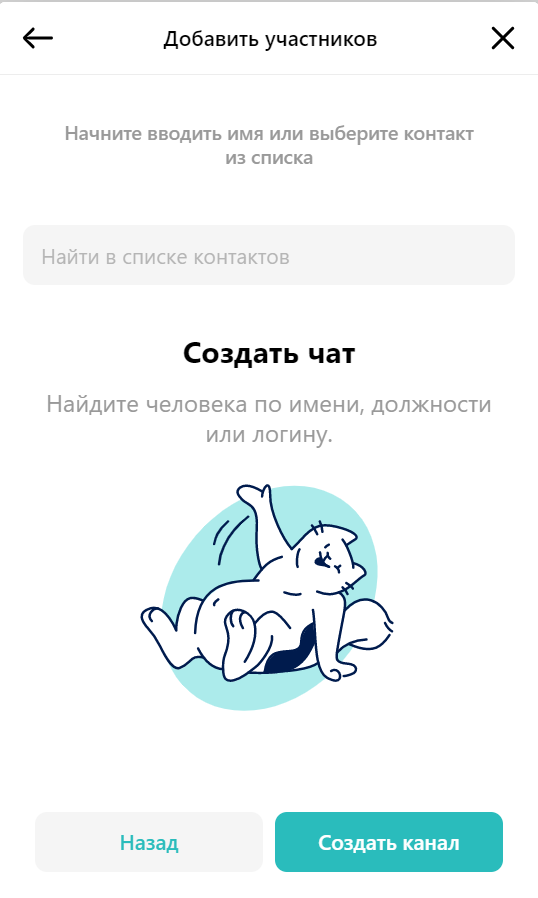 Добавить участников
Начните вводить имя или выберите контакт
из списка
Найти в списке контактов
Создать чат
Найдите человека по имени, должности
или логину.
Назад
Создать канал